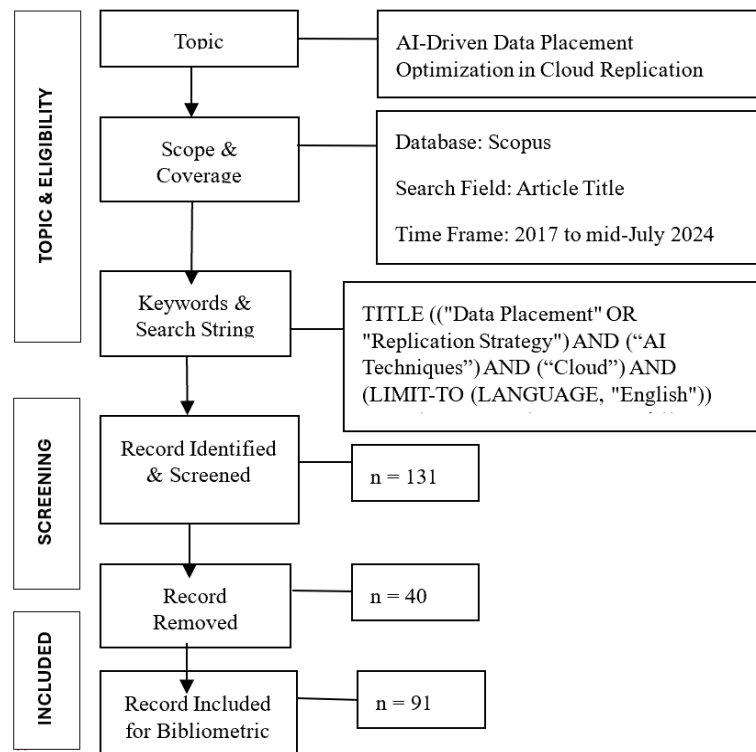 TOPIC & ELIGIBILITY
Topic
AI-Driven Data Placement
Optimization in Cloud Replication
Scope &
Coverage
Database: Scopus
Search Field: Article Title
Time Frame: 2017 to mid-July 2024
Keywords &
Search String
TITLE (("Data Placement" OR
"Replication Strategy") AND (“AI
Techniques”) AND (“Cloud”) AND
(LIMIT-TO (LANGUAGE, "English"))
SCREENING
Record Identified
& Screened
n = 131
Record
Removed
n = 40
INCLUDED
Record Included
for Bibliometric
n = 91